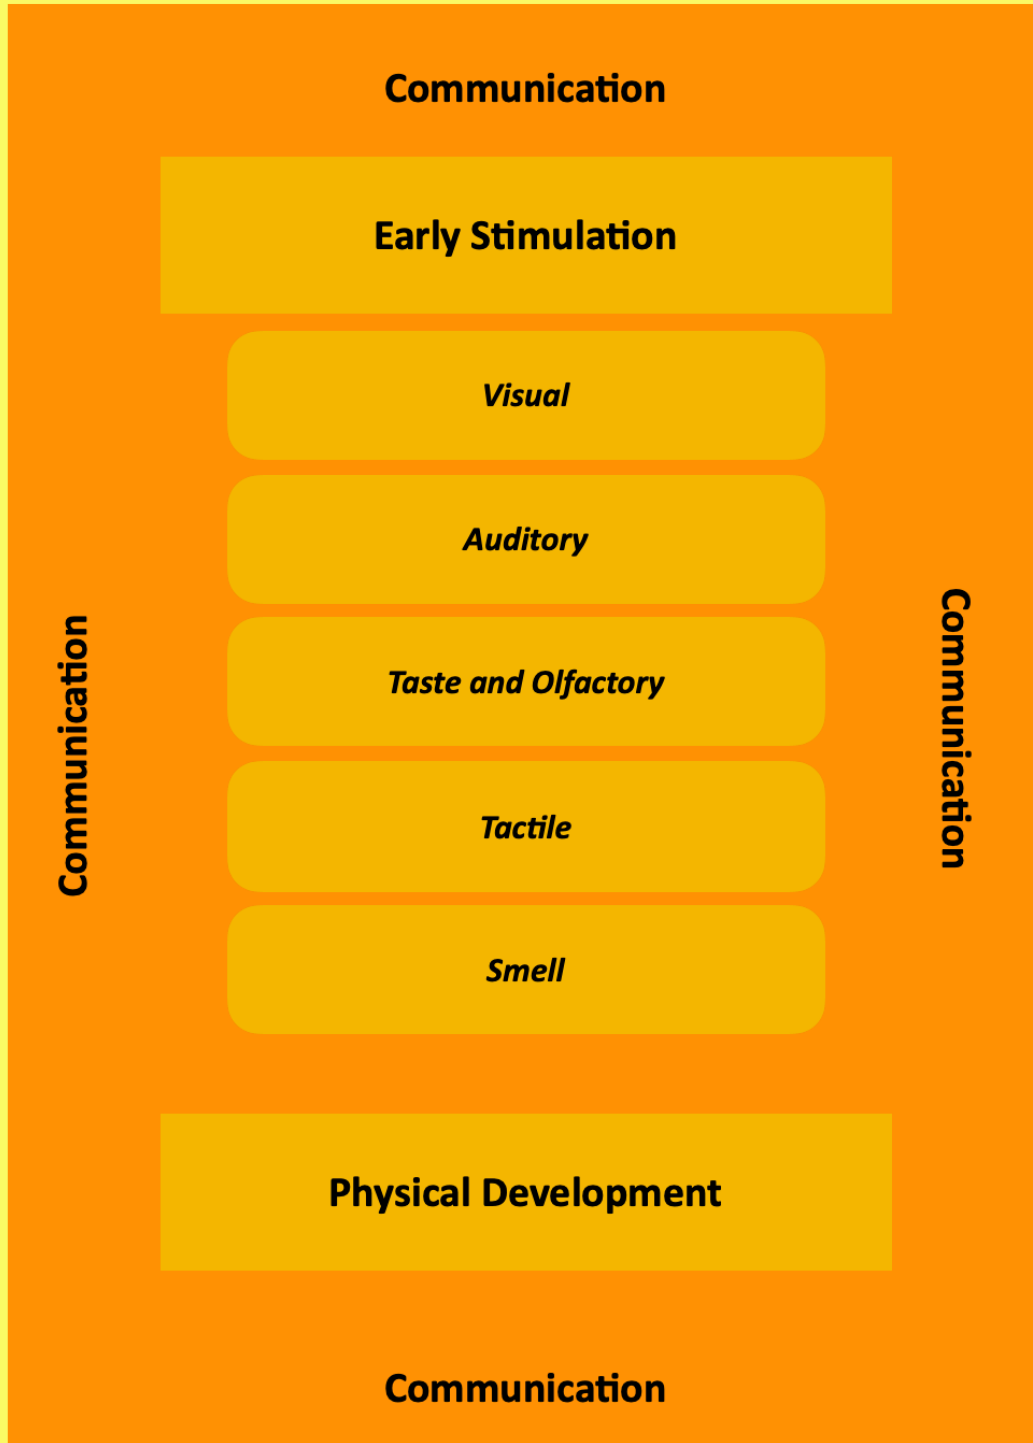 Communication
Early Stimulation
Visual
Auditory
Taste and Olfactory
Tactile
Smell
Communication
Communication
Physical Development
Communication